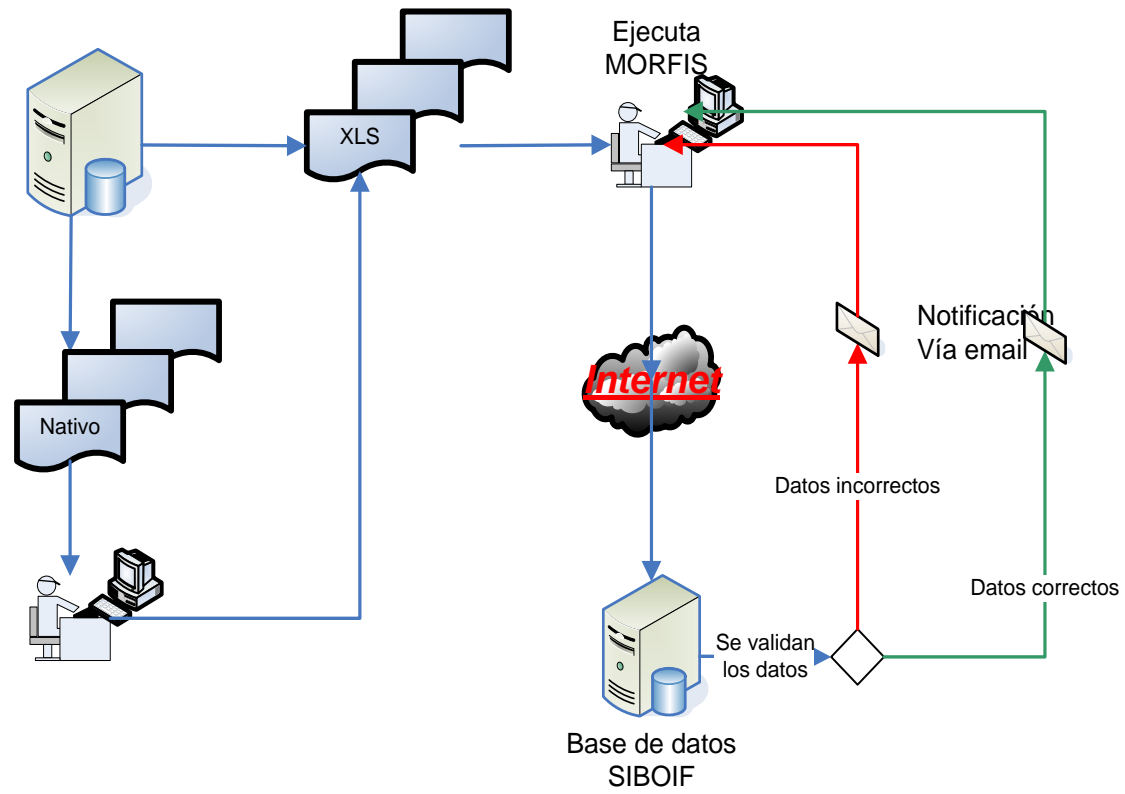 Ejecuta
MORFIS
XLS
Notificación
Vía email
Internet
Nativo
Datos incorrectos
Datos correctos
Se validan
los datos
Base de datos
SIBOIF